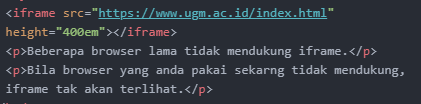 <iframe src="https://www.ugm.ac.id/index.html"
height="400em"></iframe>
<p>Beberapa browser lama tidak mendukung iframe.</p>
<p>Bila browser yang anda pakai sekarng tidak mendukung,
iframe tak akan terlihat.</p>